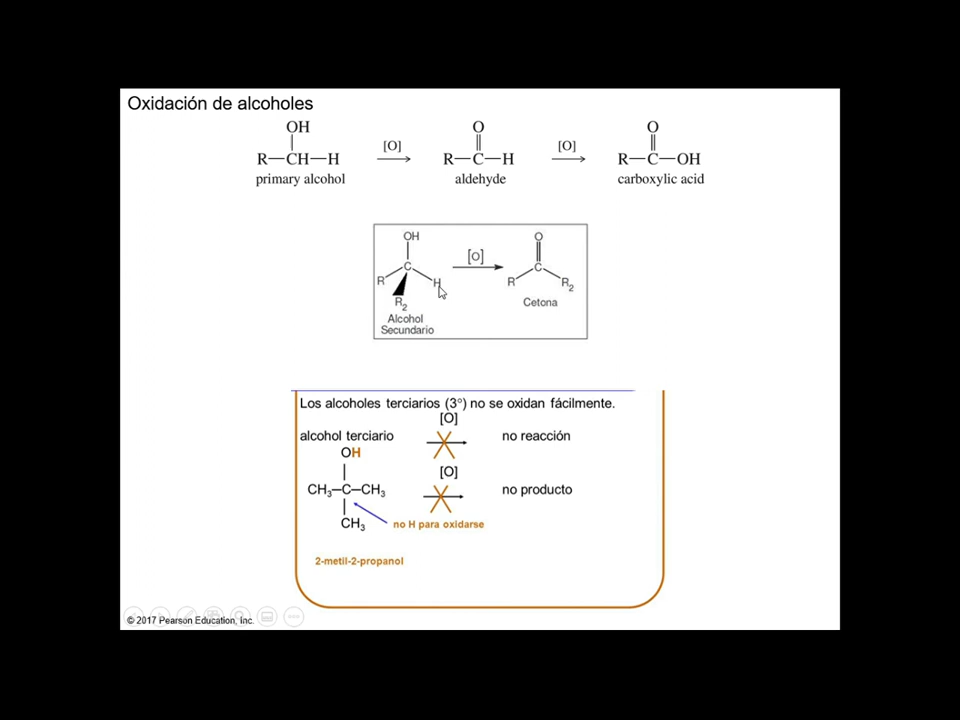 Oxidación de alcoholes
OH O O
[O] [O]
R—CH—H R—C—H R—C—OH
primary alcohol aldehyde carboxylic acid
OH O
[O]
C C
R H R R2
R2
Cetona
Alcohol
Secundario
Los alcoholes terciarios (3°) no se oxidan fácilmente.
[O]
alcohol terciario no reacción
OH
[O]
CH3—C—CH3 no producto
CH3 no H para oxidarse
2-metil-2-propanol
© 2017 Pearson Education, Inc.